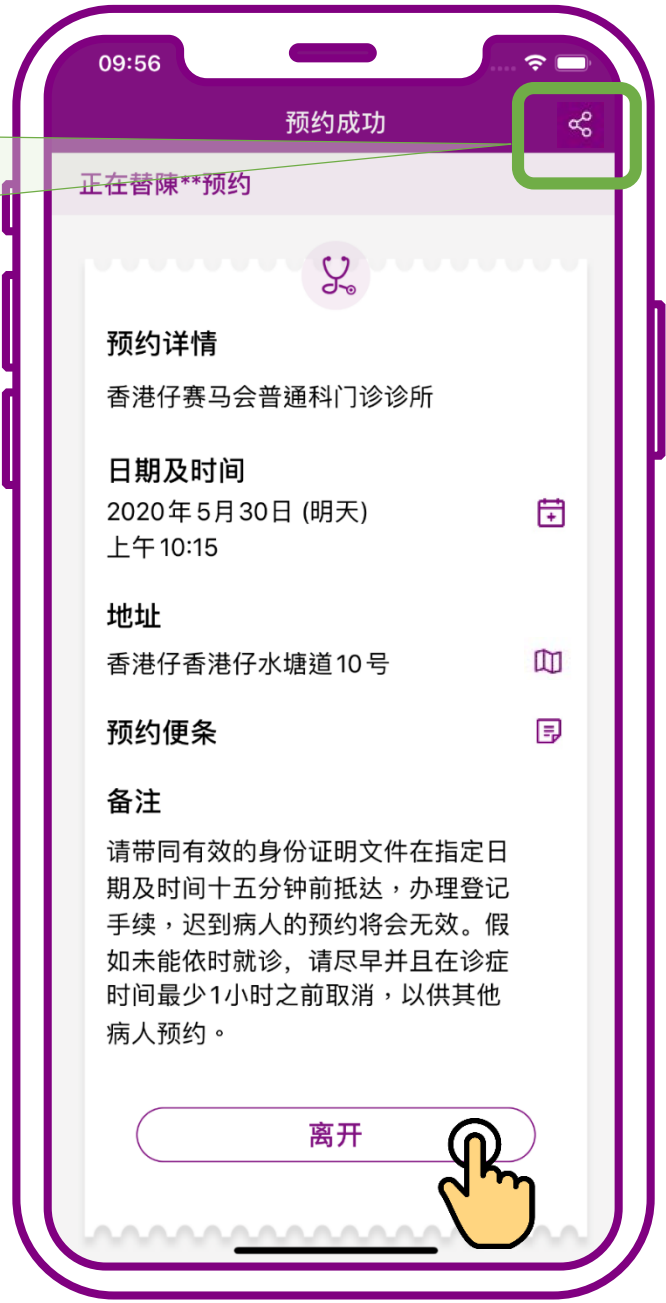 09:56
预约成功
正在替陳**预约
预约详情
香港仔赛马会普通科门诊诊所
日期及时间
2020年5月30日 (明天)
上午10:15
地址
香港仔香港仔水塘道10号
预约便条
备注
请带同有效的身份证明文件在指定日
期及时间十五分钟前抵达，办理登记
手续，迟到病人的预约将会无效。假
如未能依时就诊，请尽早并且在诊症
时间最少1小时之前取消，以供其他
病人预约。
离开